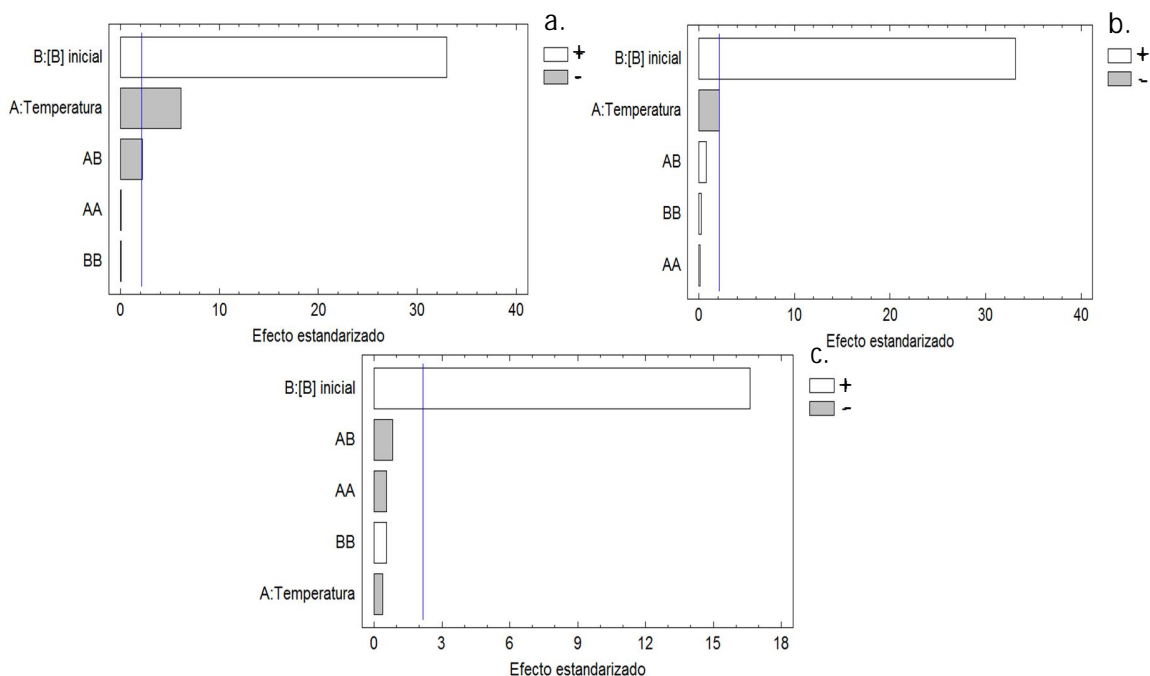 a.
B:[B] inicial
A:Temperatura
AB
AA
BB
+
-
0 10 20 30 40
Efecto estandarizado
b.
B:[B] inicial
A:Temperatura
AB
BB
AA
+
-
0 10 20 30 40
Efecto estandarizado
c.
B:[B] inicial
AB
AA
BB
A:Temperatura
+
-
0 3 6 9 12 15 18
Efecto estandarizado